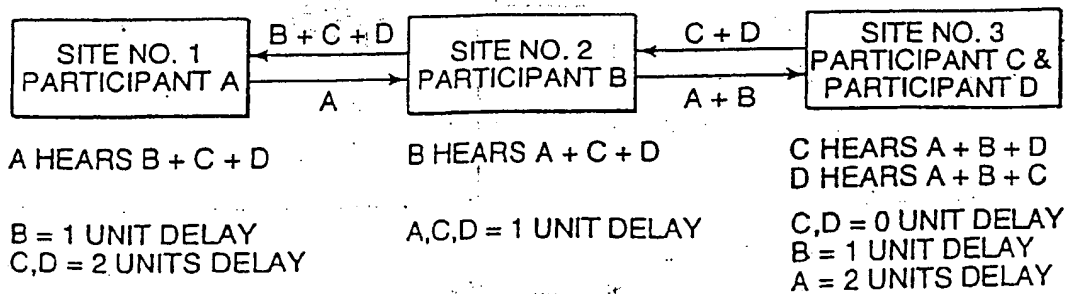 SITE NO. 1
PARTICIPANT A
B + C + D
A
SITE NO. 2
PARTICIPANT B
C + D
A + B
SITE NO. 3
PARTICIPANT C &
PARTICIPANT D
A HEARS B + C + D
B = 1 UNIT DELAY
C,D = 2 UNITS DELAY
B HEARS A + C + D
A,C,D = 1 UNIT DELAY
C HEARS A + B + D
D HEARS A + B + C
C,D = 0 UNIT DELAY
B = 1 UNIT DELAY
A = 2 UNITS DELAY